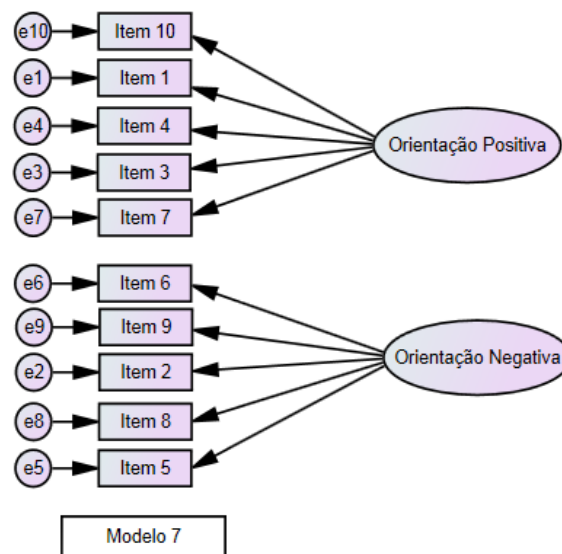 e10 Item 10
e1 Item 1
e4 Item 4
Orientação Positiva
e3 Item 3
e7 Item 7
e6 Item 6
e9 Item 9
Orientação Negativa
e2 Item 2
e8 Item 8
e5 Item 5
Modelo 7